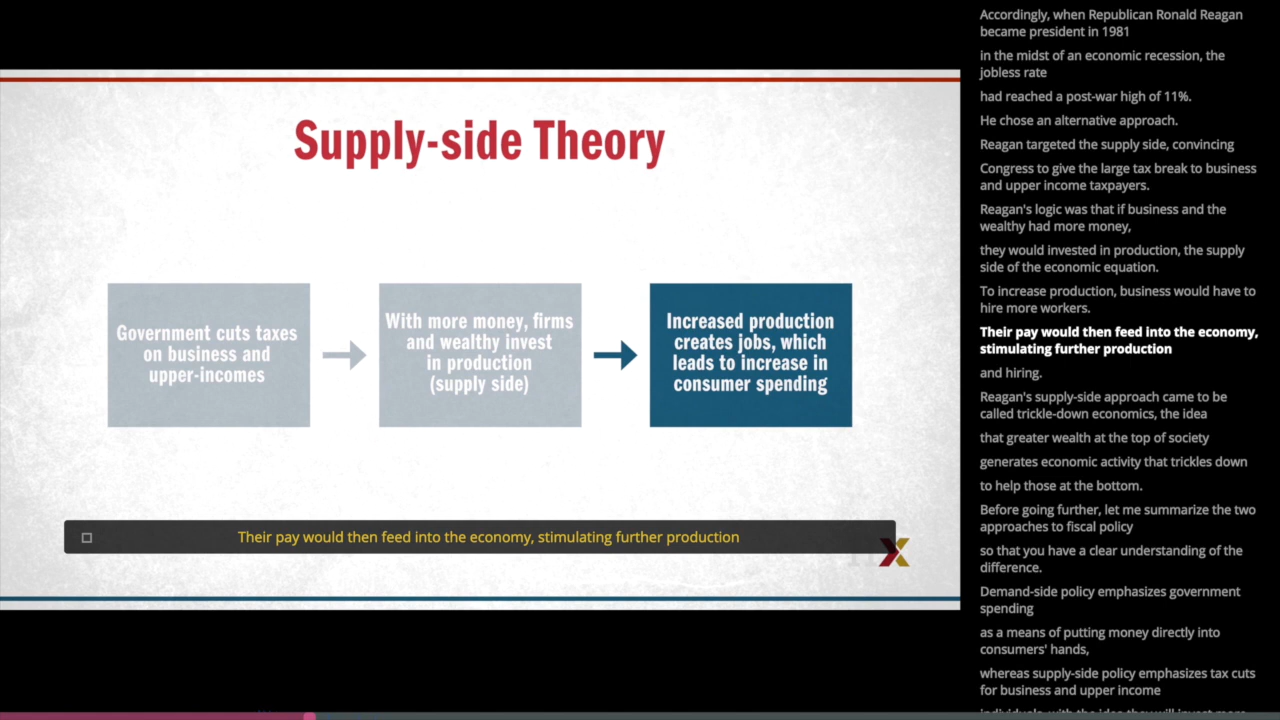 Supply-side Theory
Government cuts taxes
on business and
upper-incomes
With more money, firms
and wealthy invest
in production
(supply side)
Increased production
creates jobs, which
leads to increase in
consumer spending
Their pay would then feed into the economy, stimulating further production
Accordingly, when Republican Ronald Reagan
became president in 1981
in the midst of an economic recession, the
jobless rate
had reached a post-war high of 11%.
He chose an alternative approach.
Reagan targeted the supply side, convincing
Congress to give the large tax break to business
and upper income taxpayers.
Reagan's logic was that if business and the
wealthy had more money,
they would invested in production, the supply
side of the economic equation.
To increase production, business would have to
hire more workers.
Their pay would then feed into the economy,
stimulating further production
and hiring.
Reagan's supply-side approach came to be
called trickle-down economics, the idea
that greater wealth at the top of society
generates economic activity that trickles down
to help those at the bottom.
Before going further, let me summarize the two
approaches to fiscal policy
so that you have a clear understanding of the
difference.
Demand-side policy emphasizes government
spending
as a means of putting money directly into
consumers' hands,
whereas supply-side policy emphasizes tax cuts
for business and upper income